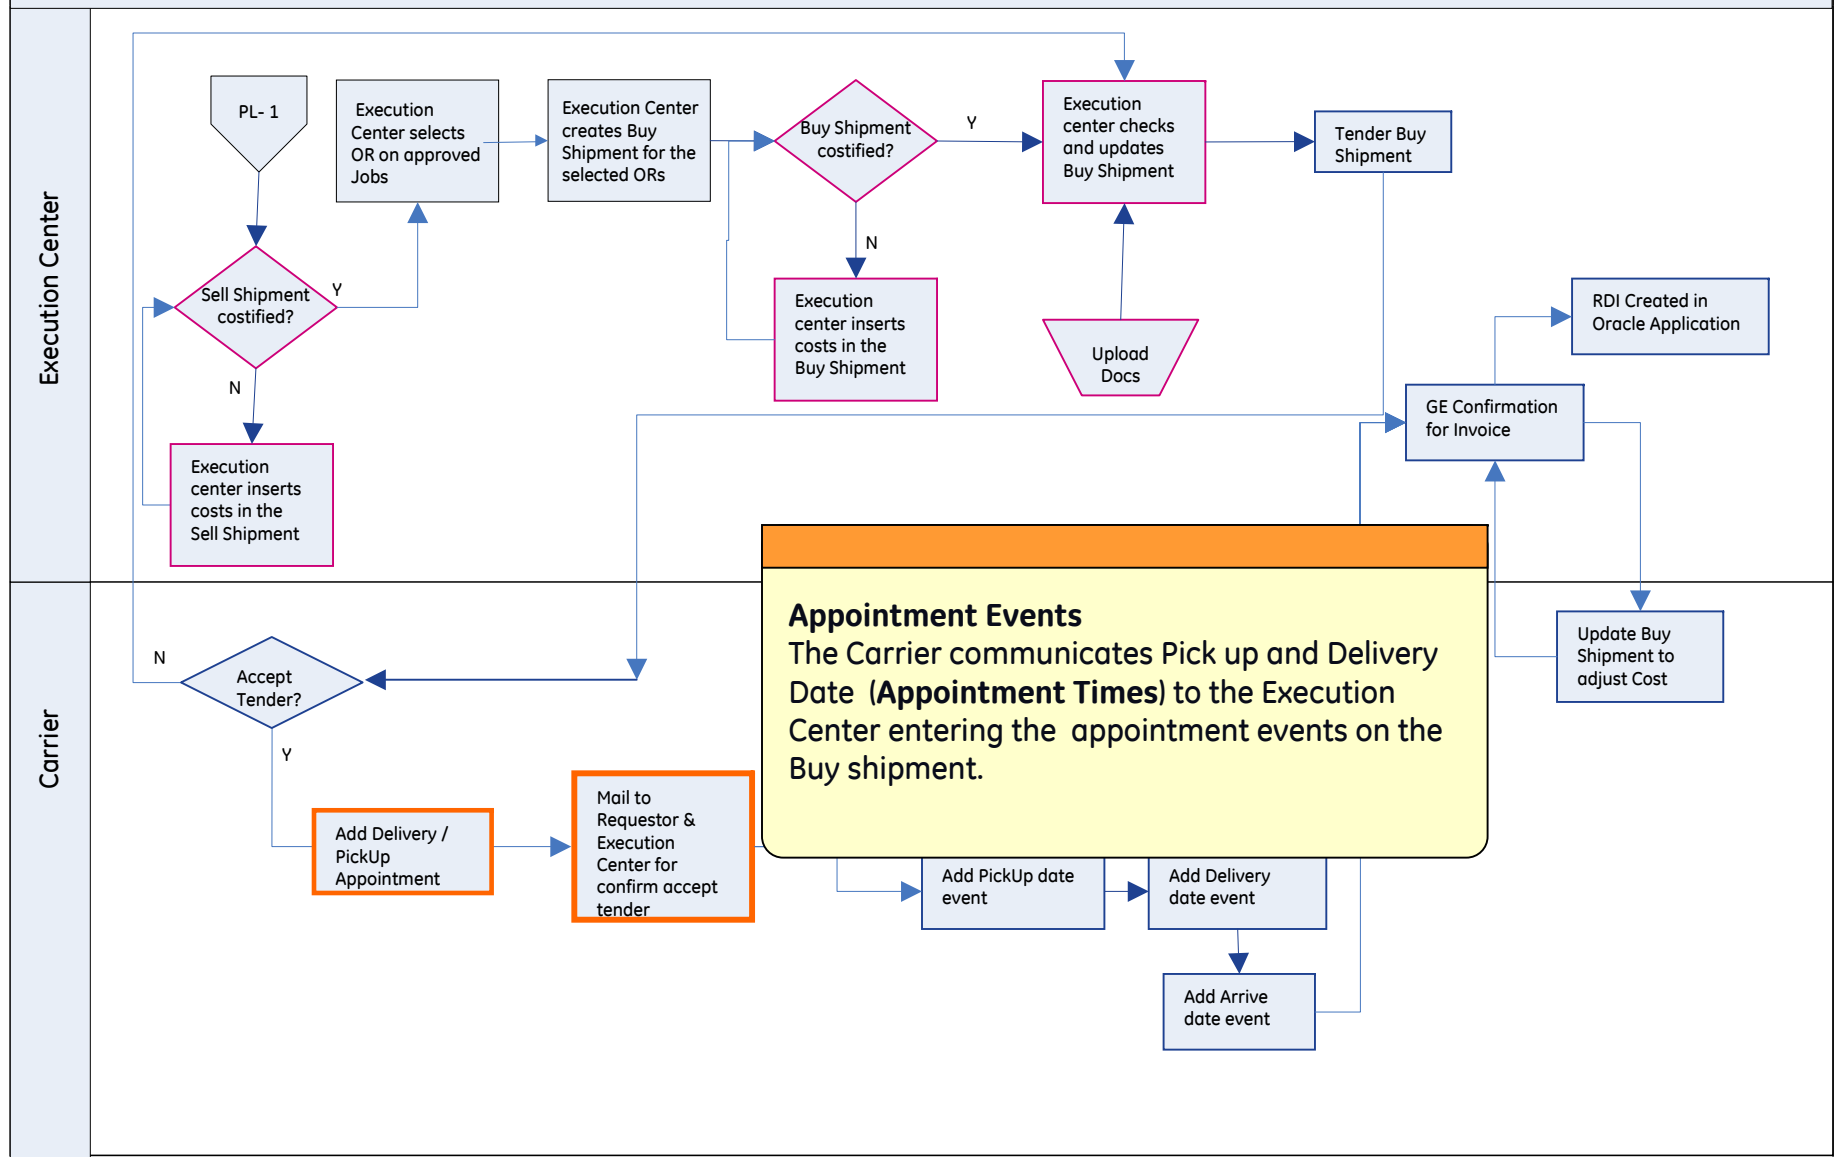 Execution Center
PL- 1
Execution
Center selects
OR on approved
Jobs
Execution Center
creates Buy
Shipment for the
selected ORs
Buy Shipment
costified?
Y
N
Execution
center checks
and updates
Buy Shipment
Tender Buy
Shipment
Sell Shipment
costified?
Y
N
Execution
center inserts
costs in the
Buy Shipment
Upload
Docs
RDI Created in
Oracle Application
GE Confirmation
for Invoice
Execution
center inserts
costs in the
Sell Shipment
Carrier
N
Accept
Tender?
Y
Appointment Events
The Carrier communicates Pick up and Delivery
Date (Appointment Times) to the Execution
Center entering the appointment events on the
Buy shipment.
Update Buy
Shipment to
adjust Cost
Add Delivery /
PickUp
Appointment
Mail to
Requestor &
Execution
Center for
confirm accept
tender
Add PickUp date
event
Add Delivery
date event
Add Arrive
date event